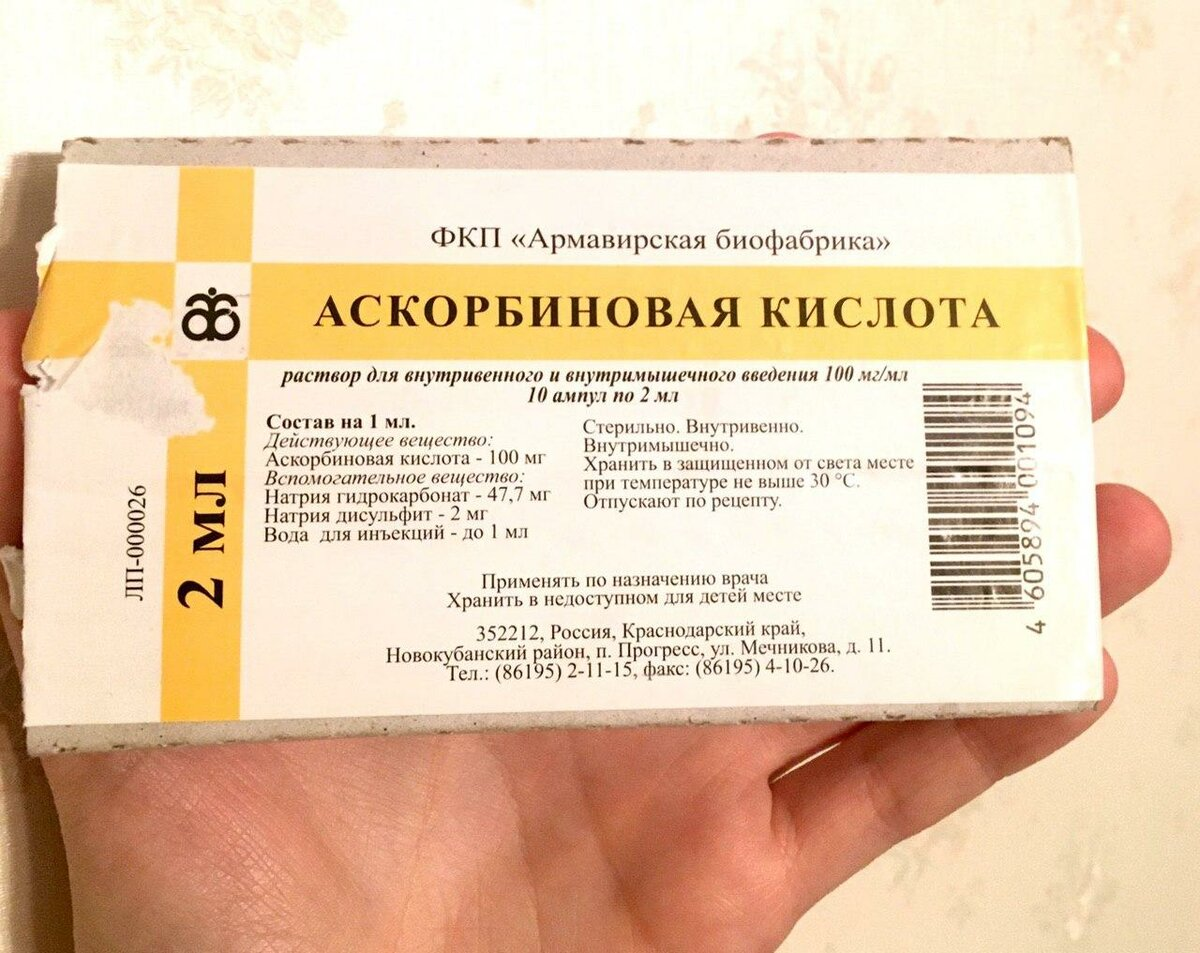 ФКП «Армавирская биофабрика»
АСКОРБИНОВАЯ КИСЛОТА
раствор для внутривенного и внутримышечного введения 100 мг/мл
10 ампул по 2 мл
Состав на 1 мл.
Действующее вещество:
Аскорбиновая кислота - 100 мг
Вспомогательное вещество:
Натрия гидрокарбонат - 47,7 мг
Натрия дисульфит - 2 мг
Вода для инъекций - до 1 мл
Стерильно. Внутривенно.
Внутримышечно.
Хранить в защищенном от света месте
при температуре не выше 30 °С.
Отпускают по рецепту.
Применять по назначению врача
Хранить в недоступном для детей месте
352212, Россия, Краснодарский край,
Новокубанский район, п. Прогресс, ул. Мечникова, д. 11.
Тел.: (86195) 2-11-15, факс: (86195) 4-10-26.
ЛП-000026
2 МЛ
4 605894 001094